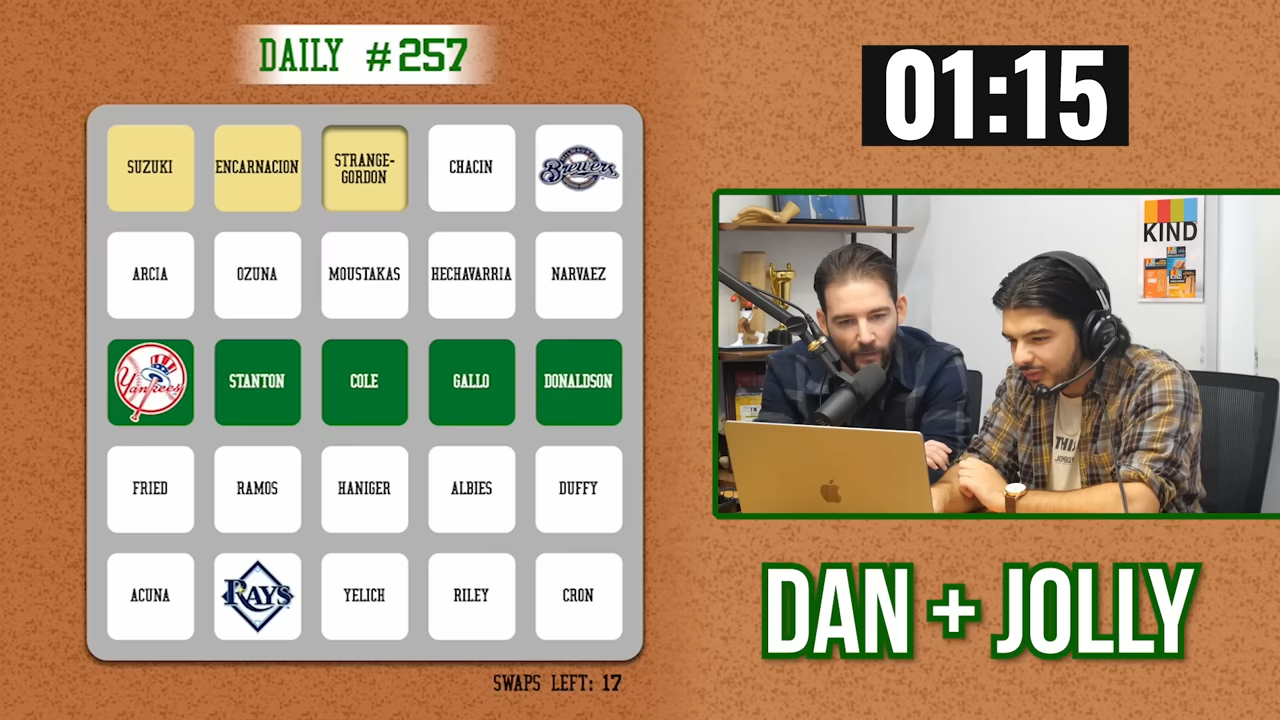 DAILY #257
01:15
SUZUKI
ENCARNACION
STRANGE-
GORDON
CHACIN
Brewers
KIND
ARCIA
OZUNA
MOUSTAKAS
HECHAVARRIA
NARVAEZ
Yankees
STANTON
COLE
GALLO
DONALDSON
FRIED
RAMOS
HANIGER
ALBIES
DUFFY
ACUNA
RAYS
YELICH
RILEY
CRON
DAN + JOLLY
SWAPS LEFT: 17